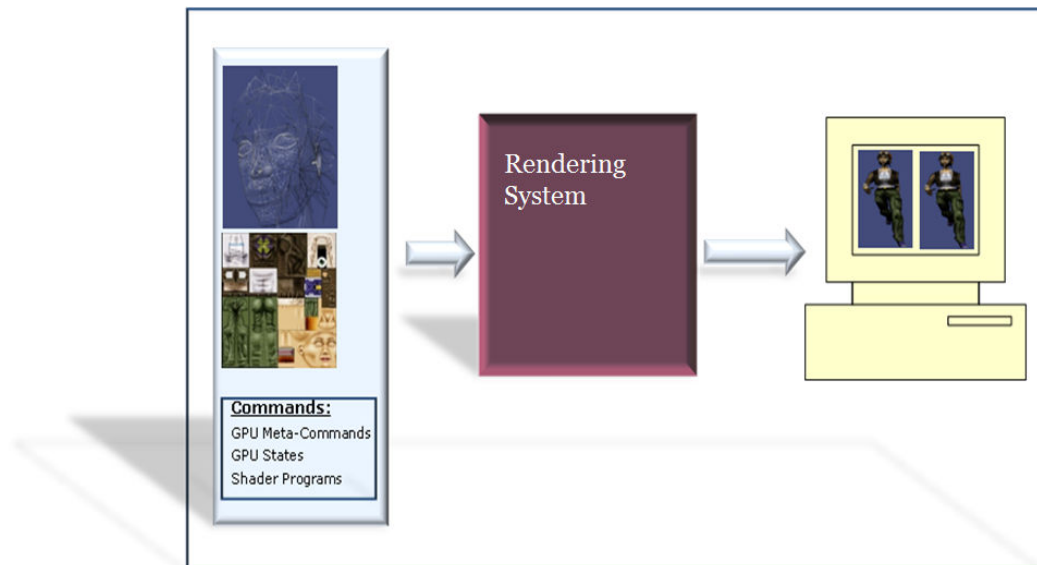 Rendering
System
Commands:
GPU Meta-Commands
GPU States
Shader Programs